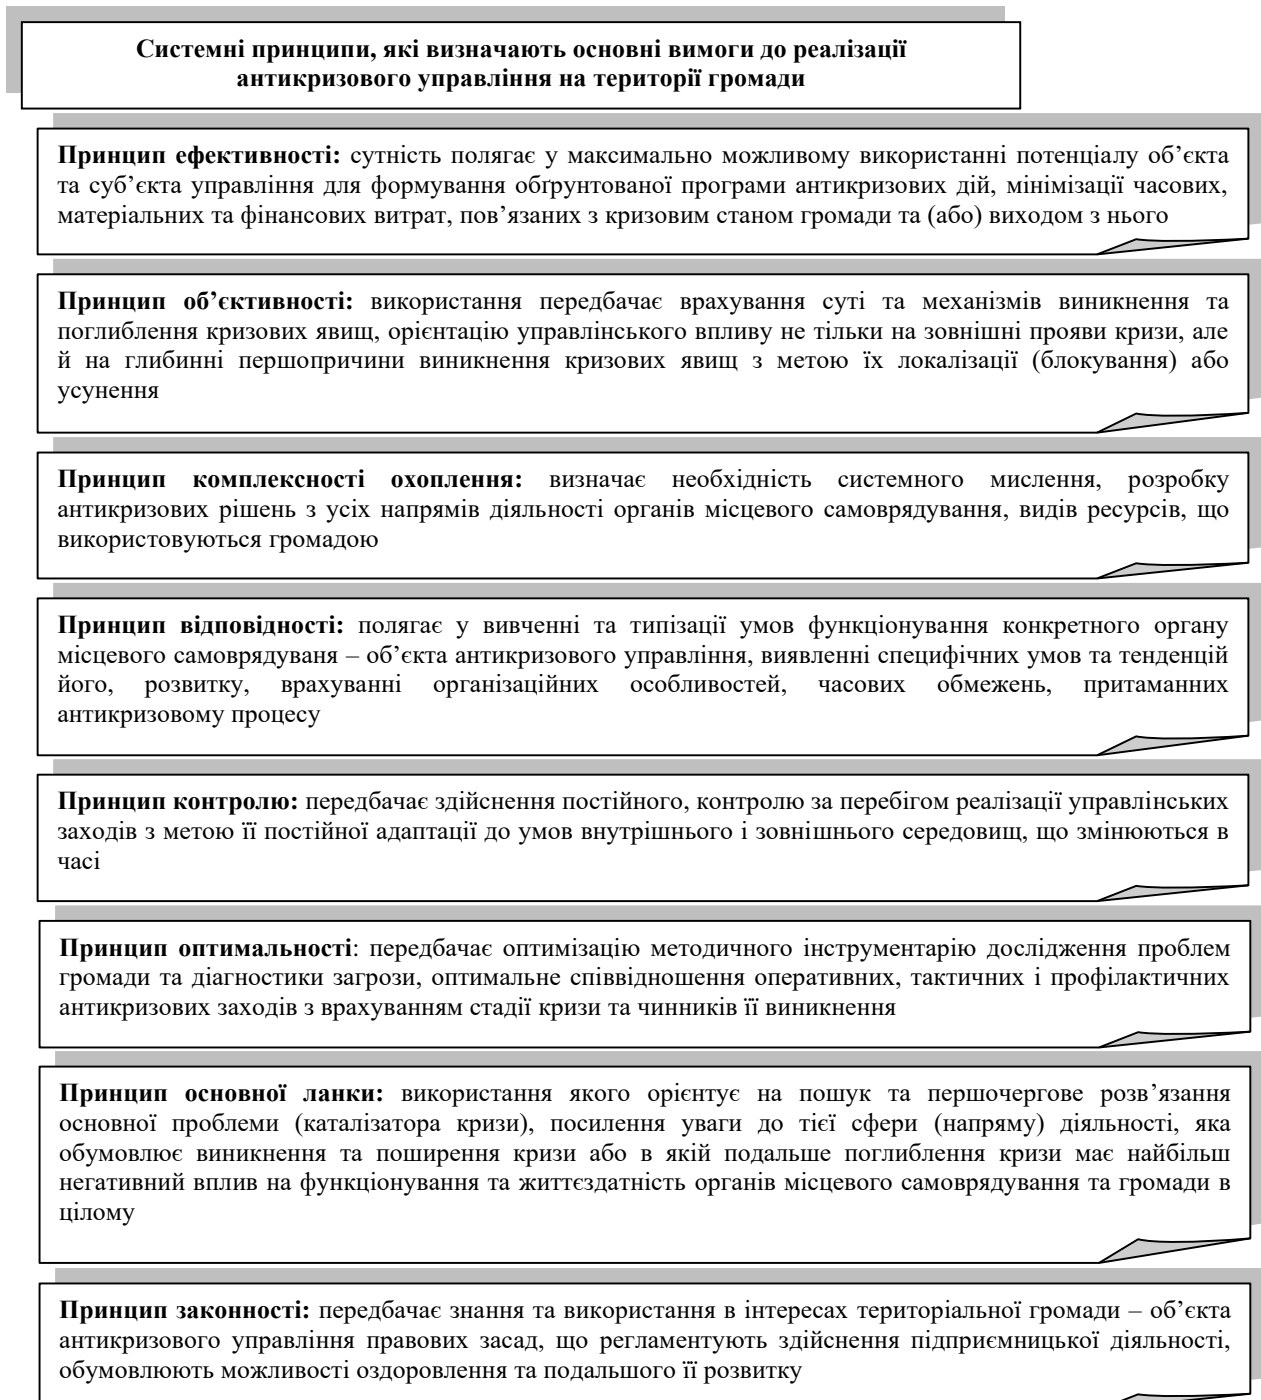 Системні принципи, які визначають основні вимоги до реалізації
антикризового управління на території громади
Принцип ефективності: сутність полягає у максимально можливому використанні потенціалу об’єкта
та суб’єкта управління для формування обґрунтованої програми антикризових дій, мінімізації часових,
матеріальних та фінансових витрат, пов’язаних з кризовим станом громади та (або) виходом з нього
Принцип об’єктивності: використання передбачає врахування суті та механізмів виникнення та
поглиблення кризових явищ, орієнтацію управлінського впливу не тільки на зовнішні прояви кризи, але
й на глибинні першопричини виникнення кризових явищ з метою їх локалізації (блокування) або
усунення
Принцип комплексності охоплення: визначає необхідність системного мислення, розробку
антикризових рішень з усіх напрямів діяльності органів місцевого самоврядування, видів ресурсів, що
використовуються громадою
Принцип відповідності: полягає у вивченні та типізації умов функціонування конкретного органу
місцевого самоврядуваня – об’єкта антикризового управління, виявленні специфічних умов та тенденцій
його, розвитку, врахуванні організаційних особливостей, часових обмежень, притаманних
антикризовому процесу
Принцип контролю: передбачає здійснення постійного, контролю за перебігом реалізації управлінських
заходів з метою її постійної адаптації до умов внутрішнього і зовнішнього середовищ, що змінюються в
часі
Принцип оптимальності: передбачає оптимізацію методичного інструментарію дослідження проблем
громади та діагностики загрози, оптимальне співвідношення оперативних, тактичних і профілактичних
антикризових заходів з врахуванням стадії кризи та чинників її виникнення
Принцип основної ланки: використання якого орієнтує на пошук та першочергове розв’язання
основної проблеми (каталізатора кризи), посилення уваги до тієї сфери (напряму) діяльності, яка
обумовлює виникнення та поширення кризи або в якій подальше поглиблення кризи має найбільш
негативний вплив на функціонування та життєздатність органів місцевого самоврядування та громади в
цілому
Принцип законності: передбачає знання та використання в інтересах територіальної громади – об’єкта
антикризового управління правових засад, що регламентують здійснення підприємницької діяльності,
обумовлюють можливості оздоровлення та подальшого її розвитку